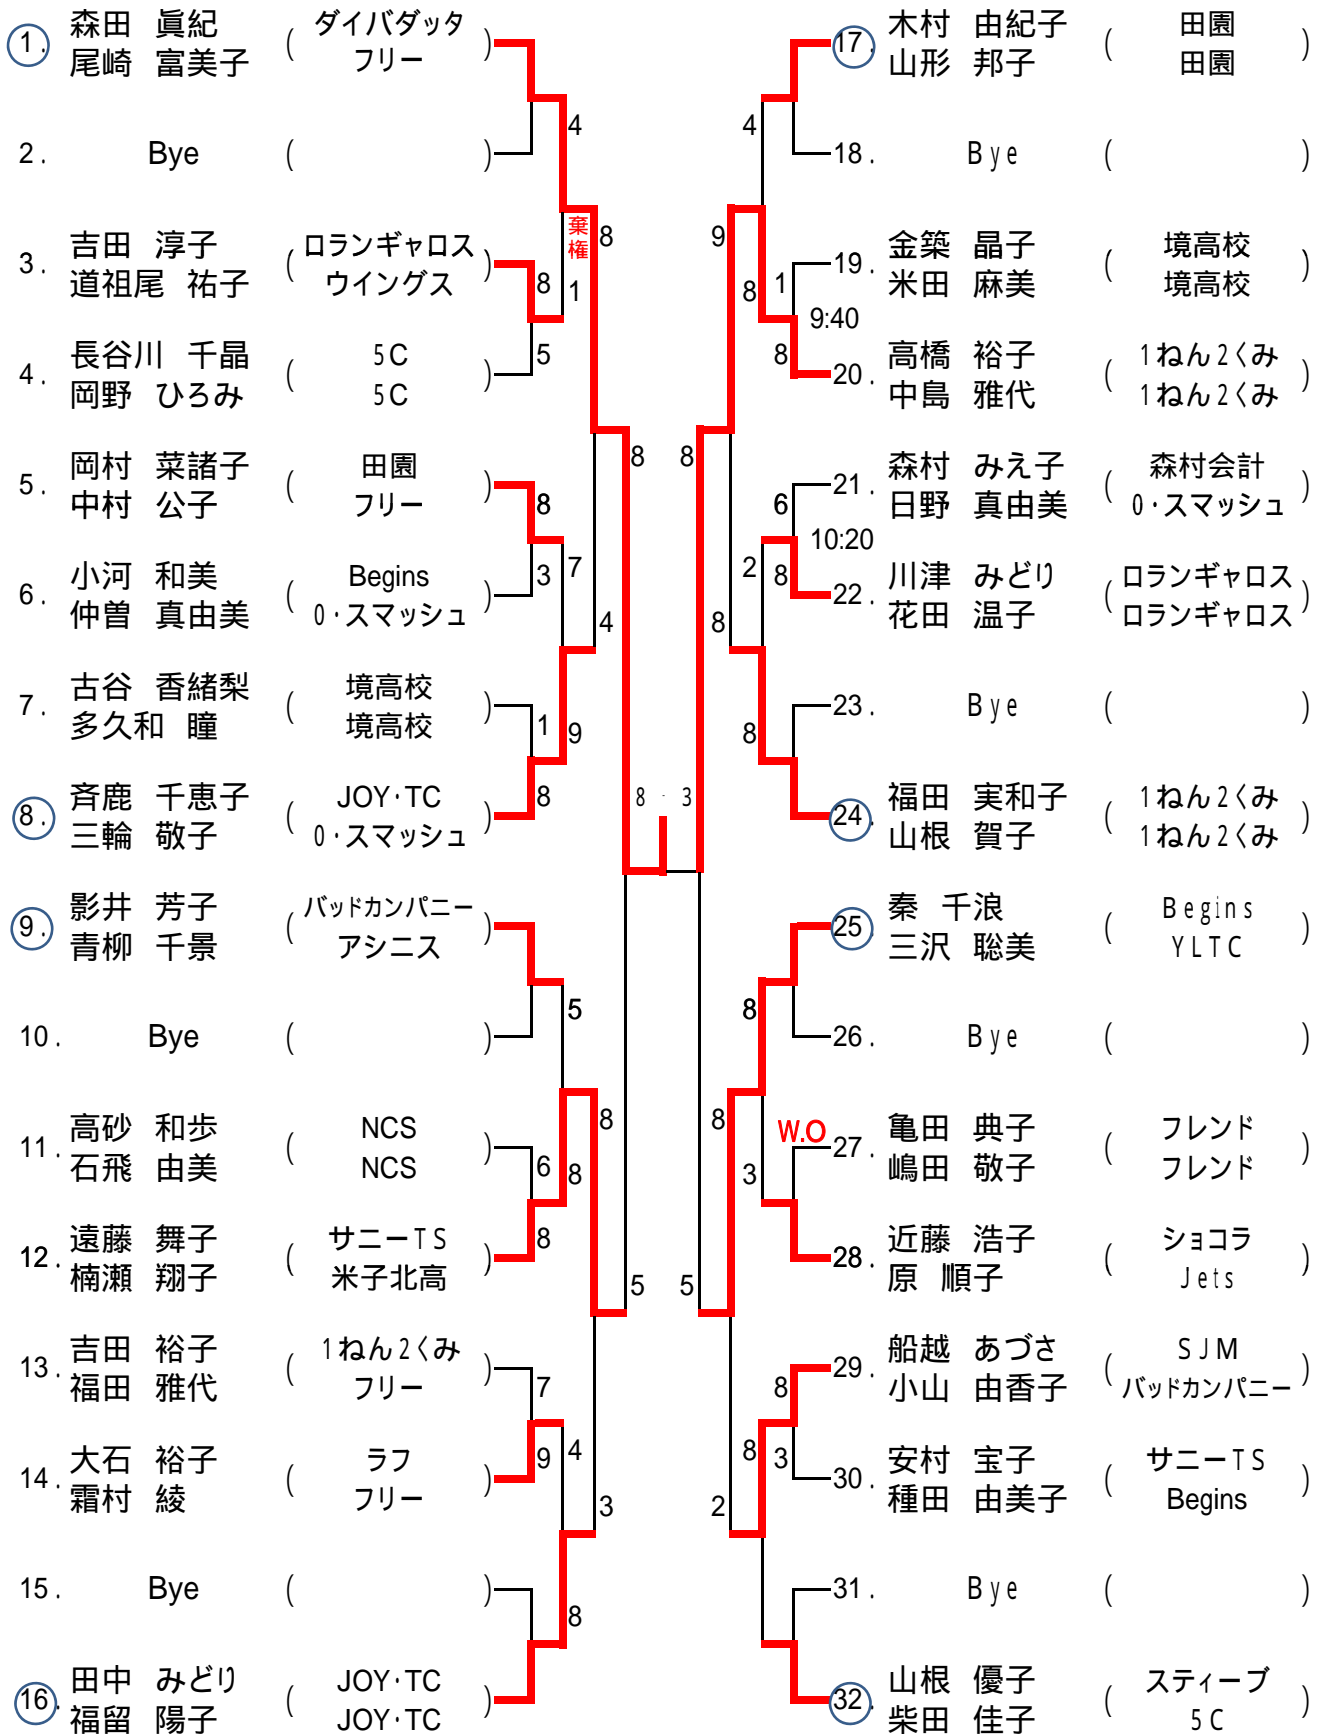 1. 森田 眞紀 ( ダイバダッタ )
尾崎 富美子 フリー
2. Bye ( )
3. 吉田 淳子 ( ロランギャロス )
道祖尾 祐子 ウイングス
4. 長谷川 千晶 ( 5C )
岡野 ひろみ 5C
5. 岡村 菜諸子 ( 田園 )
中村 公子 フリー
6. 小河 和美 ( Begins )
仲曽 真由美 0・スマッシュ
7. 古谷 香緒梨 ( 境高校 )
多久和 瞳 境高校
8. 斉鹿 千恵子 ( JOY・TC )
三輪 敬子 0・スマッシュ
9. 影井 芳子 ( バッドカンパニー )
青柳 千景 アシニス
10. Bye ( )
11. 高砂 和歩 ( NCS )
石飛 由美 NCS
12. 遠藤 舞子 ( サニーTS )
楠瀬 翔子 米子北高
13. 吉田 裕子 ( 1ねん2くみ )
福田 雅代 フリー
14. 大石 裕子 ( ラフ )
霜村 綾 フリー
15. Bye ( )
16. 田中 みどり ( JOY・TC )
福留 陽子 JOY・TC
4
棄権
1
8
8
5
8
3
7
4
1
9
8
8
5
8
6
8
8
7
9
4
3
8
5
8 - 3
17. 木村 由紀子 ( 田園 )
山形 邦子 田園
18. Bye ( )
19. 金築 晶子 ( 境高校 )
米田 麻美 境高校
20. 高橋 裕子 ( 1ねん2くみ )
中島 雅代 1ねん2くみ
21. 森村 みえ子 ( 森村会計 )
日野 真由美 0・スマッシュ
22. 川津 みどり ( ロランギャロス )
花田 温子 ロランギャロス
23. Bye ( )
24. 福田 実和子 ( 1ねん2くみ )
山根 賀子 1ねん2くみ
25. 秦 千浪 ( Begins )
三沢 聡美 YLTC
26. Bye ( )
27. 亀田 典子 ( フレンド )
嶋田 敬子 フレンド
28. 近藤 浩子 ( ショコラ )
原 順子 Jets
29. 船越 あづさ ( SJM )
小山 由香子 バッドカンパニー
30. 安村 宝子 ( サニーTS )
種田 由美子 Begins
31. Bye ( )
32. 山根 優子 ( スティーブ )
柴田 佳子 5C
4
9
8
1
9:40
8
8
6
10:20
2
8
8
8
8
8
W.O
3
5
8
8
3
2